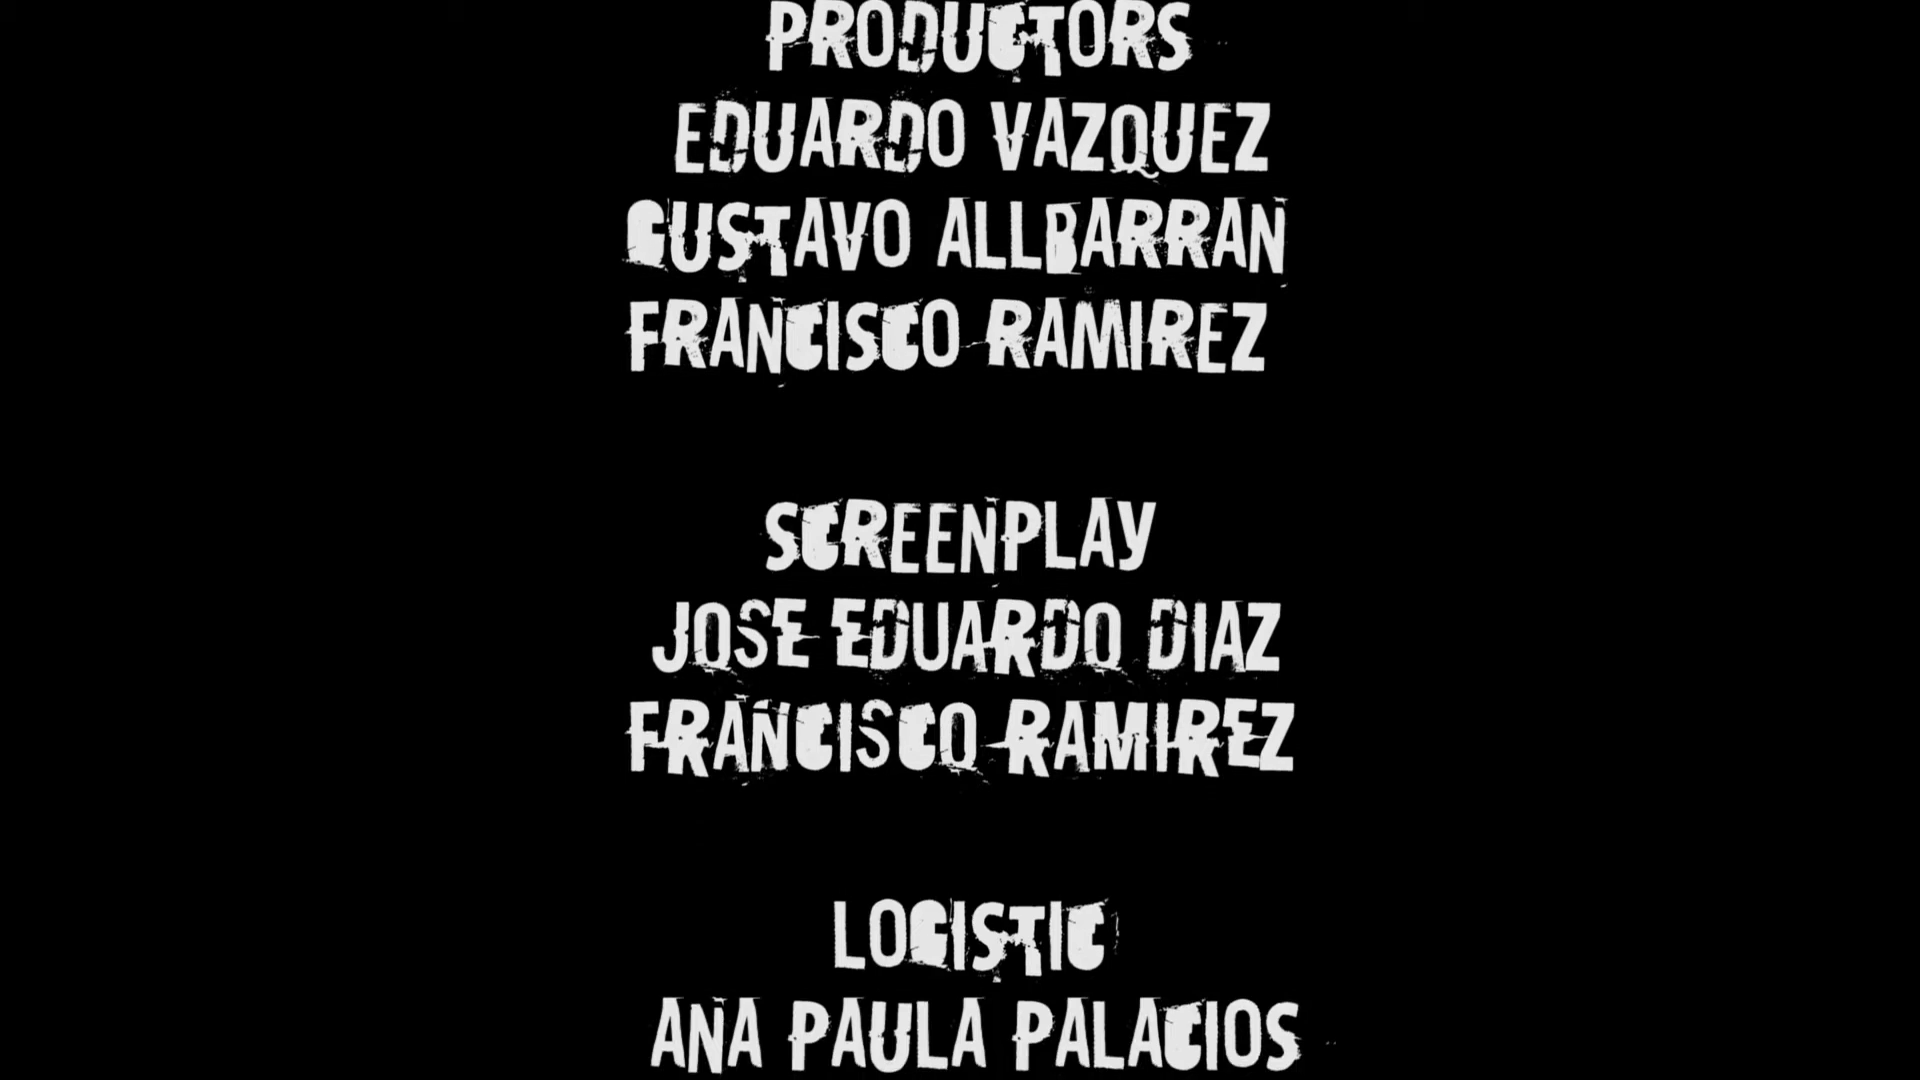 PRODUCTORS
EDUARDO VAZQUEZ
GUSTAVO ALLBARRAN
FRANCISCO RAMIREZ
SCREENPLAY
JOSE EDUARDO DIAZ
FRANCISCO RAMIREZ
LOGISTIC
ANA PAULA PALACIOS